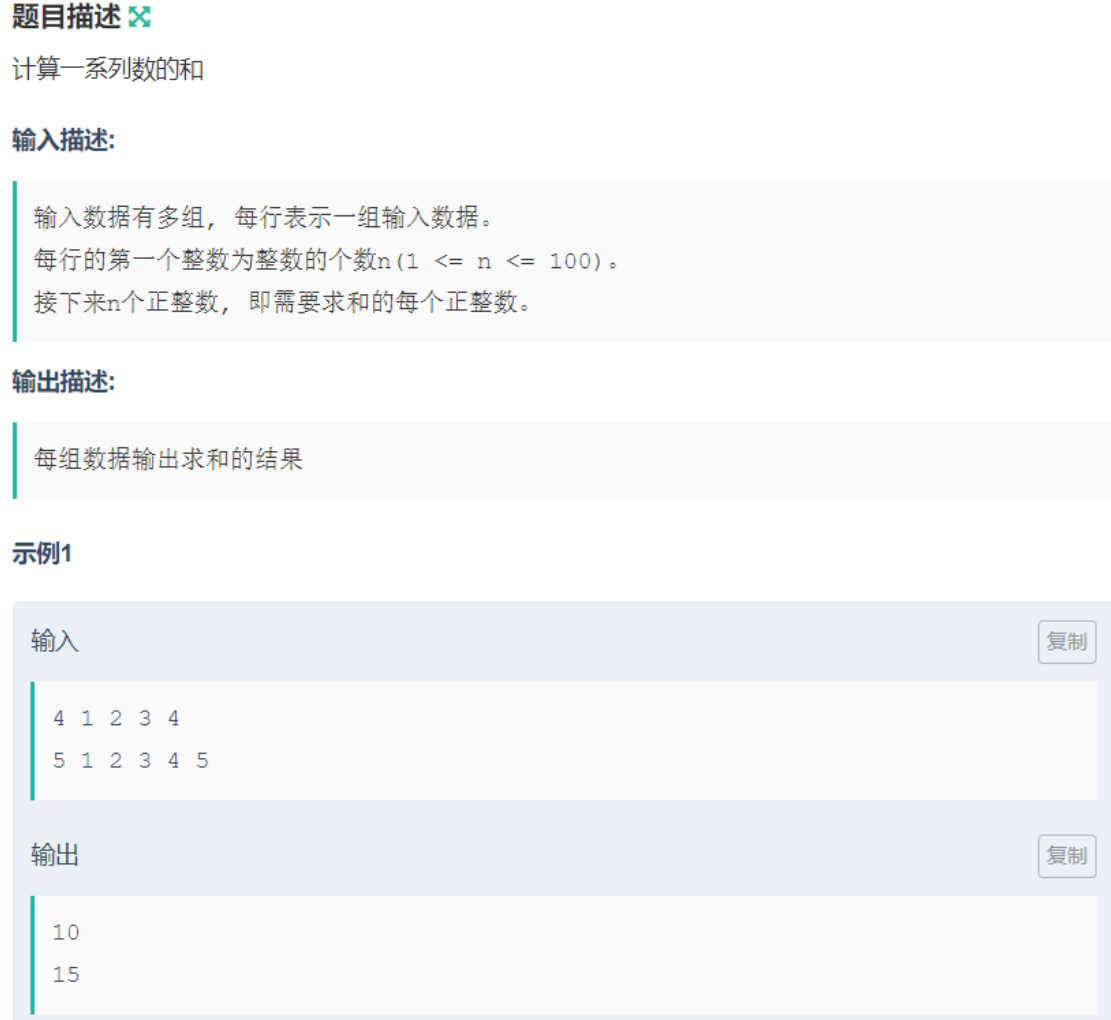 题目描述
计算一系列数的和
输入描述:
输入数据有多组, 每行表示一组输入数据。
每行的第一个整数为整数的个数n(1 <= n <= 100)。
接下来n个正整数, 即需要求和的每个正整数。
输出描述:
每组数据输出求和的结果
示例1
输入
复制
4 1 2 3 4
5 1 2 3 4 5
输出
复制
10
15